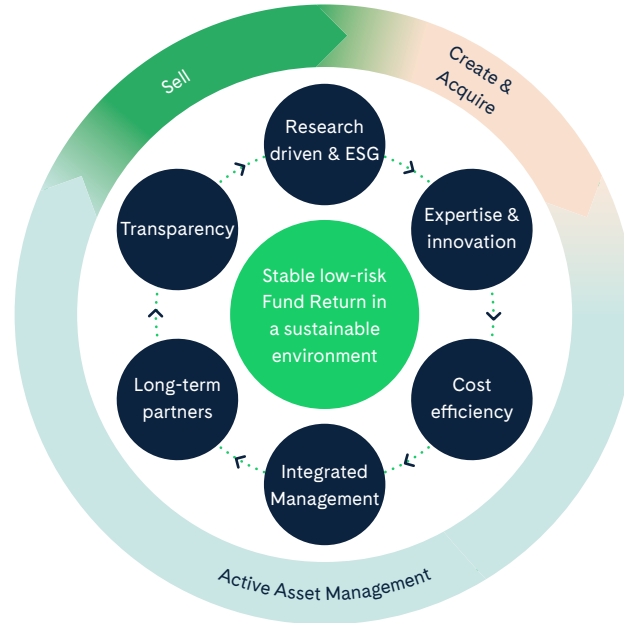 Sell
Create &
Acquire
Research
driven & ESG
Transparency
Expertise &
innovation
Stable low-risk
Fund Return in
a sustainable
environment
Long-term
partners
Cost
efficiency
Integrated
Management
Active Asset Management